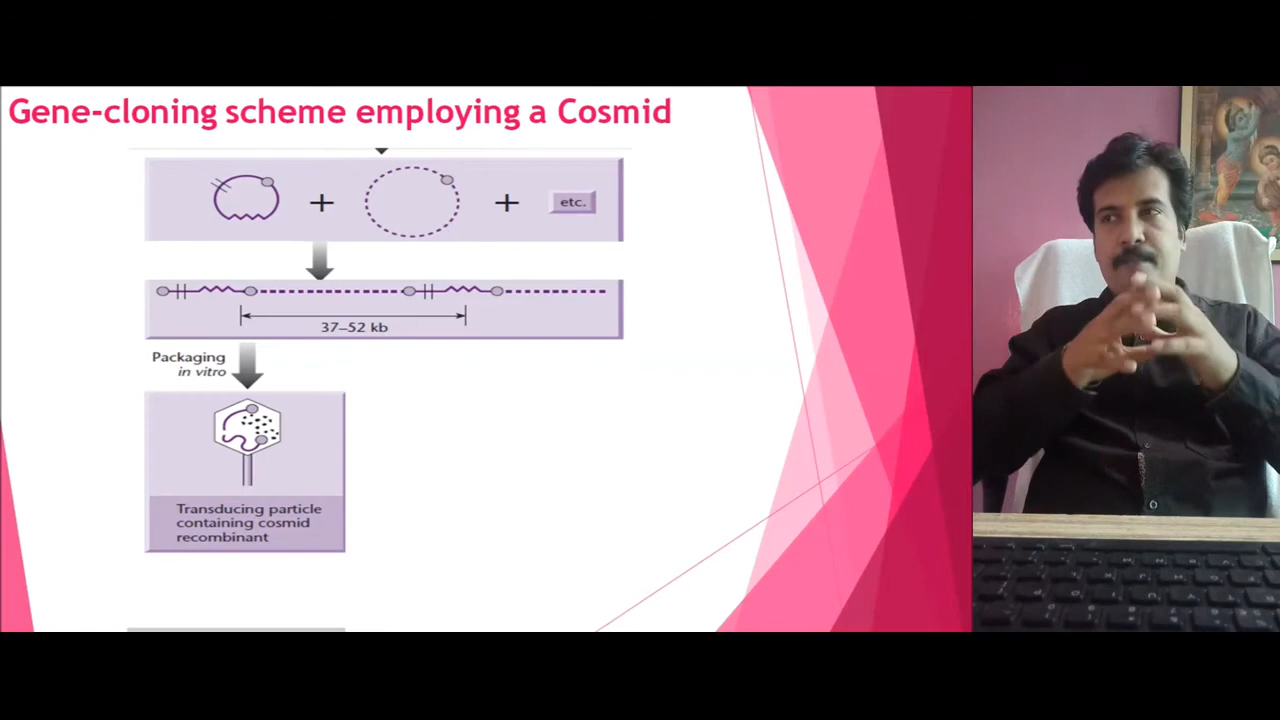 Gene-cloning scheme employing a Cosmid
+
+
etc.
37–52 kb
Packaging
in vitro
Transducing particle
containing cosmid
recombinant